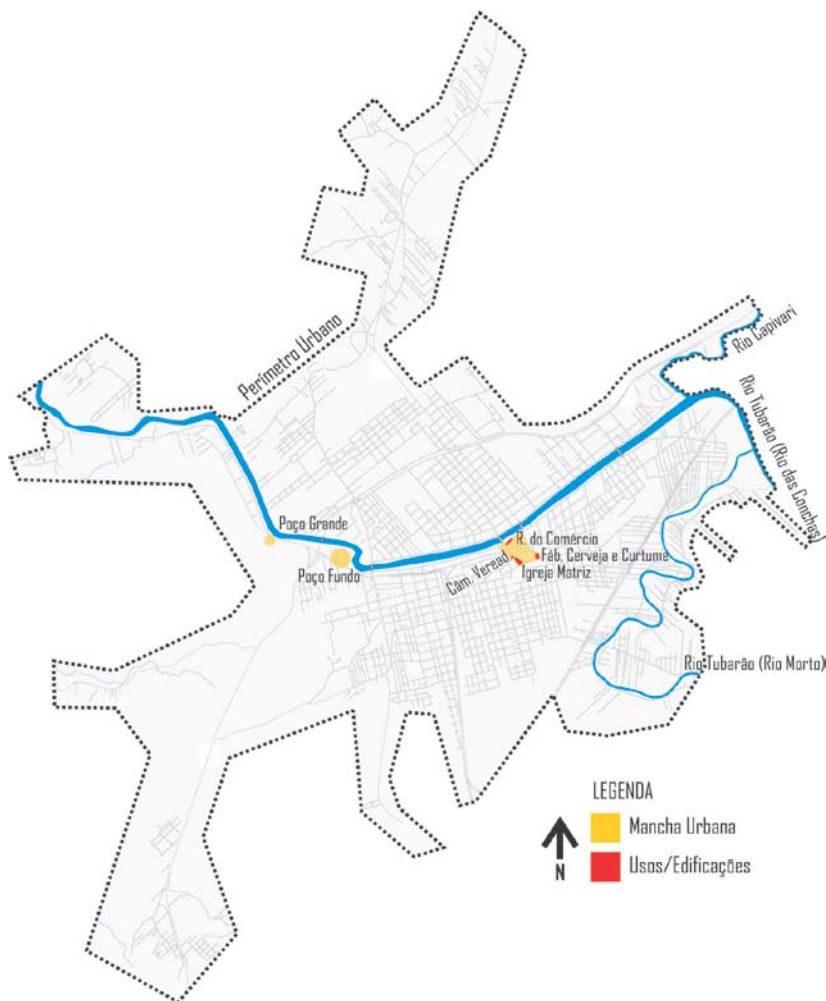 Rio Capivari
Perímetro Urbano
Rio Tubarão (Rio das Conchas)
Poço Grande
R. do Comércio
Fáb. Cerveja e Curtume
Câm. Veread.
Igreja Matriz
Poço Fundo
Rio Tubarão (Rio Morto)
LEGENDA
Mancha Urbana
Usos/Edificações
N